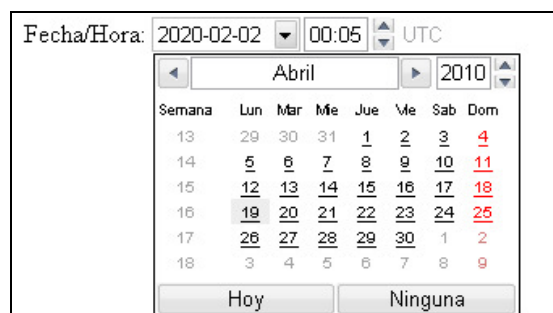 Fecha/Hora: 2020-02-02 00:05 UTC
Abril 2010
Semana Lun Mar Mie Jue Vie Sab Dom
13 29 30 31 1 2 3 4
14 5 6 7 8 9 10 11
15 12 13 14 15 16 17 18
16 19 20 21 22 23 24 25
17 26 27 28 29 30 1 2
18 3 4 5 6 7 8 9
Hoy Ninguna